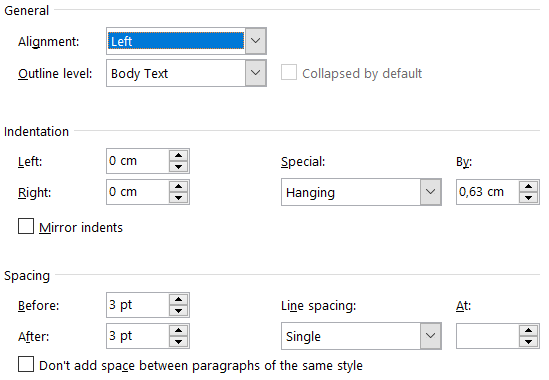 General
Alignment: Left
Outline level: Body Text Collapsed by default
Indentation
Left: 0 cm Special: By:
Right: 0 cm Hanging 0,63 cm
Mirror indents
Spacing
Before: 3 pt Line spacing: At:
After: 3 pt Single
Don't add space between paragraphs of the same style